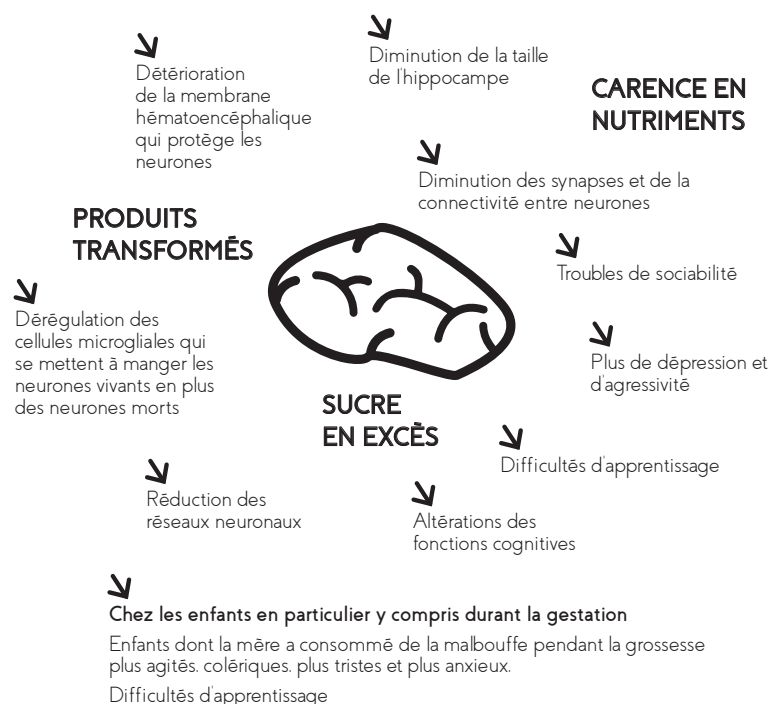 Diminution de la taille
de l'hippocampe
Détérioration
de la membrane
hématoencéphalique
qui protège les
neurones
CARENCE EN
NUTRIMENTS
Diminution des synapses et de la
connectivité entre neurones
PRODUITS
TRANSFORMÉS
Troubles de sociabilité
Dérégulation des
cellules microgliales qui
se mettent à manger les
neurones vivants en plus
des neurones morts
Plus de dépression et
d'agressivité
SUCRE
EN EXCÈS
Difficultés d'apprentissage
Réduction des
réseaux neuronaux
Altérations des
fonctions cognitives
Chez les enfants en particulier y compris durant la gestation
Enfants dont la mère a consommé de la malbouffe pendant la grossesse
plus agités. colériques. plus tristes et plus anxieux.
Difficultés d'apprentissage